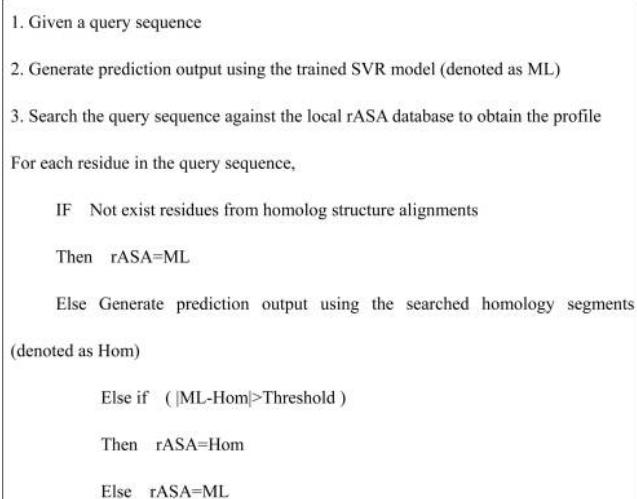 1. Given a query sequence
2. Generate prediction output using the trained SVR model (denoted as ML)
3. Search the query sequence against the local rASA database to obtain the profile
For each residue in the query sequence,
IF Not exist residues from homolog structure alignments
Then rASA=ML
Else Generate prediction output using the searched homology segments
(denoted as Hom)
Else if ( |ML-Hom|>Threshold )
Then rASA=Hom
Else rASA=ML